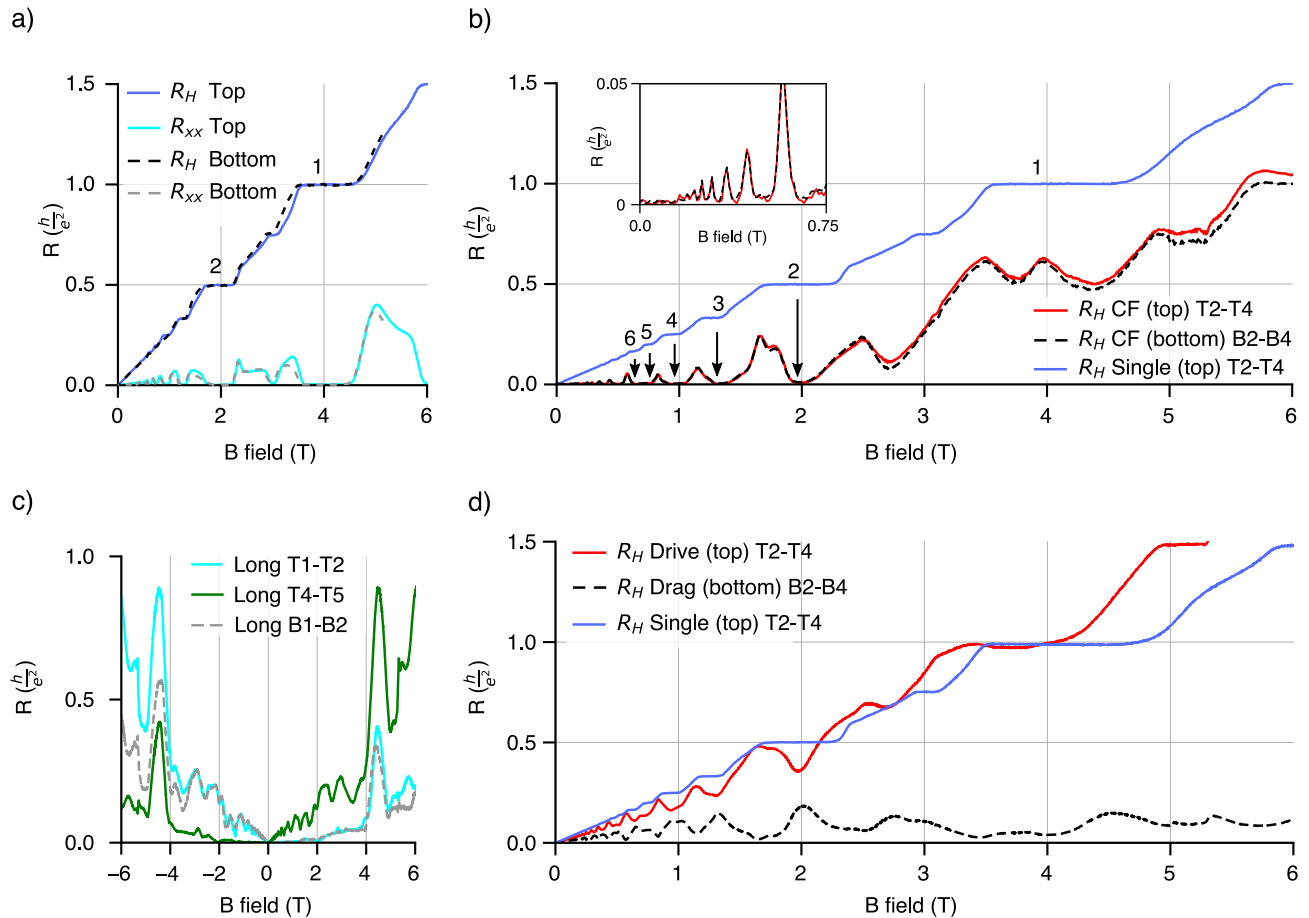 a)
1.5
1.0
0.5
0.0
R (h/e²)
R_H Top
R_xx Top
R_H Bottom
R_xx Bottom
1
2
0 2 4 6
B field (T)
b)
1.5
1.0
0.5
0.0
R (h/e²)
0.05
0
R (h/e²)
0.0 0.75
B field (T)
1
2
3
4
5
6
R_H CF (top) T2-T4
R_H CF (bottom) B2-B4
R_H Single (top) T2-T4
0 1 2 3 4 5 6
B field (T)
c)
1.0
0.5
0.0
R (h/e²)
Long T1-T2
Long T4-T5
Long B1-B2
−6 −4 −2 0 2 4 6
B field (T)
d)
1.5
1.0
0.5
0.0
R (h/e²)
R_H Drive (top) T2-T4
R_H Drag (bottom) B2-B4
R_H Single (top) T2-T4
0 1 2 3 4 5 6
B field (T)